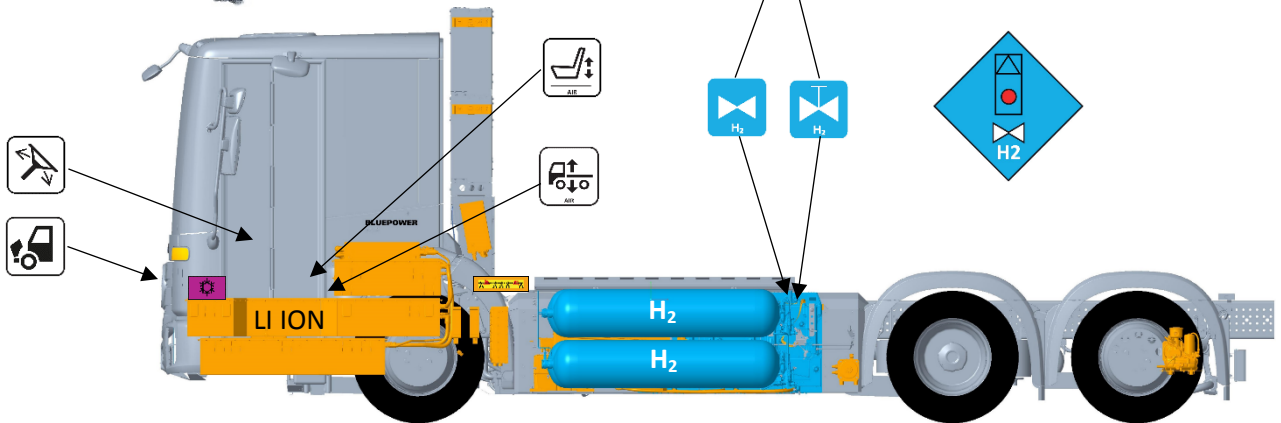 AIR
H₂
H₂
H2
AIR
BLUEPOWER
LI ION
H₂
H₂